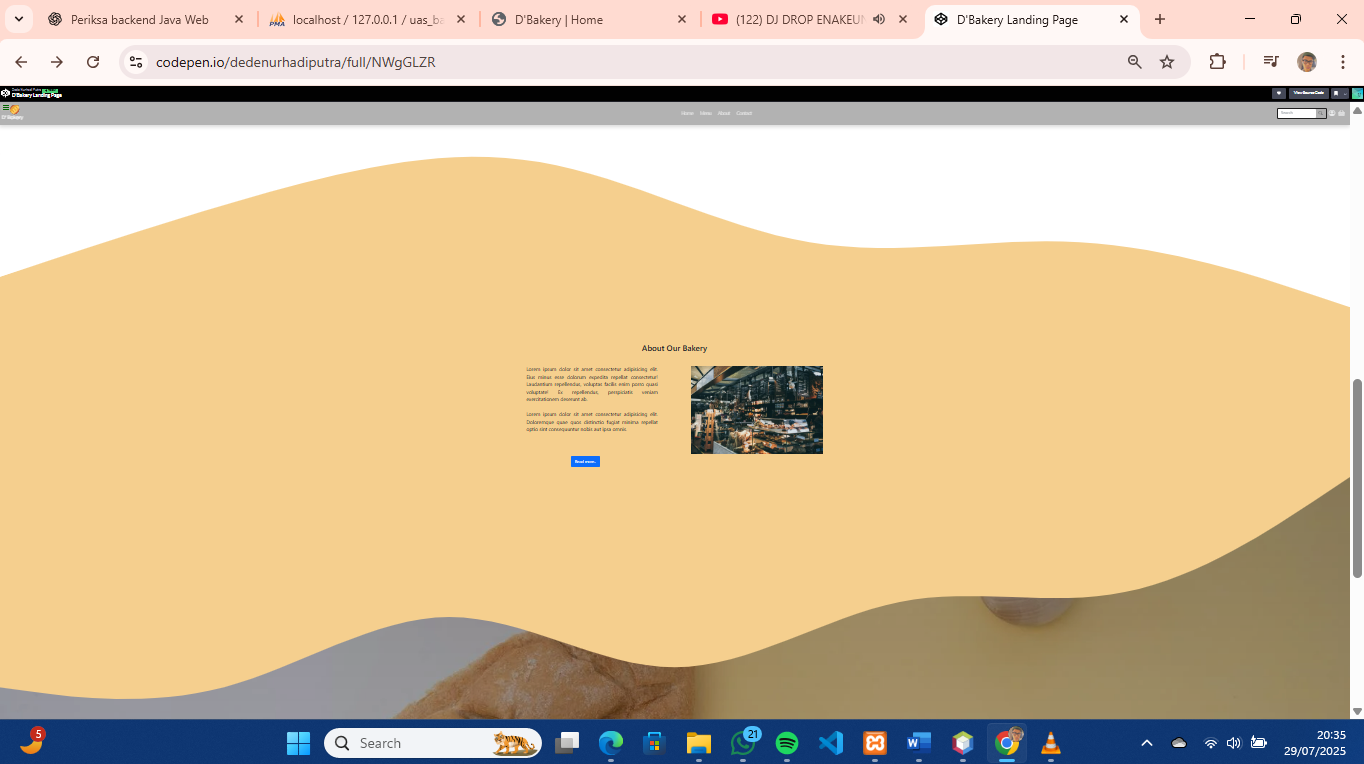 Periksa backend Java Web
localhost / 127.0.0.1 / uas_ba
D'Bakery | Home
(122) DJ DROP ENAKEUN
D'Bakery Landing Page
codepen.io/dedenurhadiputra/full/NWgGLZR
D'Bakery Landing Page
View Source Code
D'Bakery
Home Menu About Contact
Search
About Our Bakery
Lorem ipsum dolor sit amet consectetur adipisicing elit.
Eius minus esse dolorum expedita repellat consectetur!
Laudantium repellendus, voluptas facilis enim porro quasi
voluptate! Ex repellendus, perspiciatis veniam
exercitationem deserunt ab.
Lorem ipsum dolor sit amet consectetur adipisicing elit.
Doloremque quae quos distinctio fugiat minima repellat
optio sint consequuntur nobis aut ipsa omnis.
Read more..
5
Search
21
20:35
29/07/2025